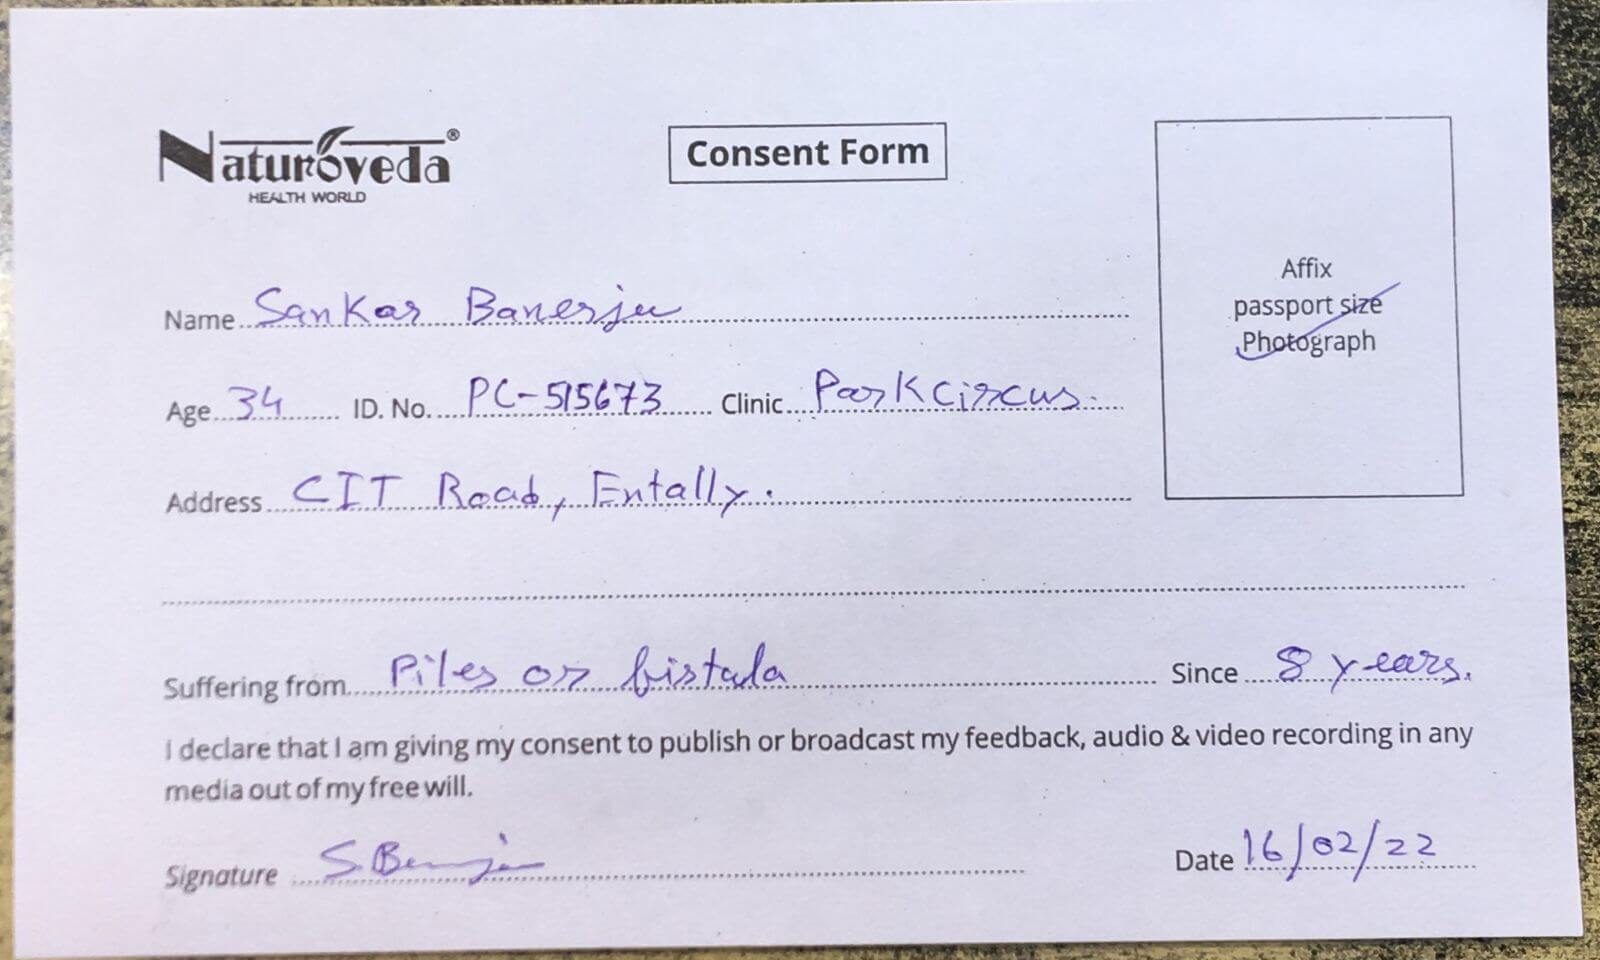 Naturoveda®
HEALTH WORLD
Consent Form
Affix
passport size
Photograph
Name Sankar Banerjee
Age 34 ID. No. PC-515673 Clinic Park Circus.
Address CIT Road, Entally.
Suffering from Piles or fistula Since 8 years.
I declare that I am giving my consent to publish or broadcast my feedback, audio & video recording in any
media out of my free will.
Signature S. Banerjee Date 16/02/22